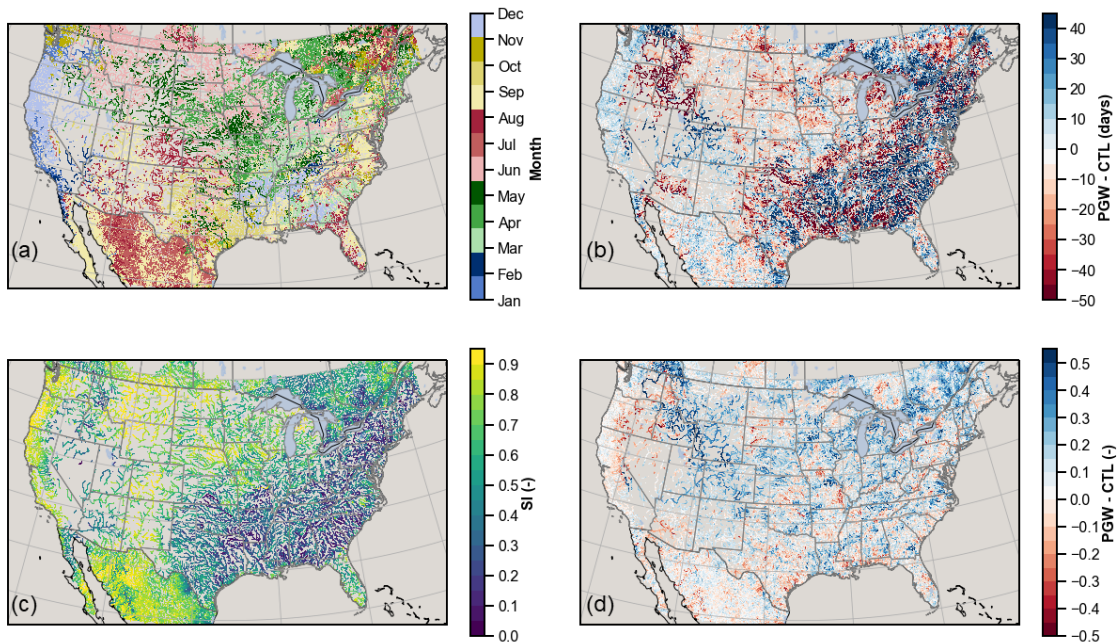 Dec
Nov
Oct
Sep
Aug
Jul
Jun
May
Apr
Mar
Feb
Jan
Month
(a)
40
30
20
10
0
−10
−20
−30
−40
−50
PGW - CTL (days)
(b)
0.9
0.8
0.7
0.6
0.5
0.4
0.3
0.2
0.1
0.0
SI (-)
(c)
0.5
0.4
0.3
0.2
0.1
0.0
−0.1
−0.2
−0.3
−0.4
−0.5
PGW - CTL (-)
(d)